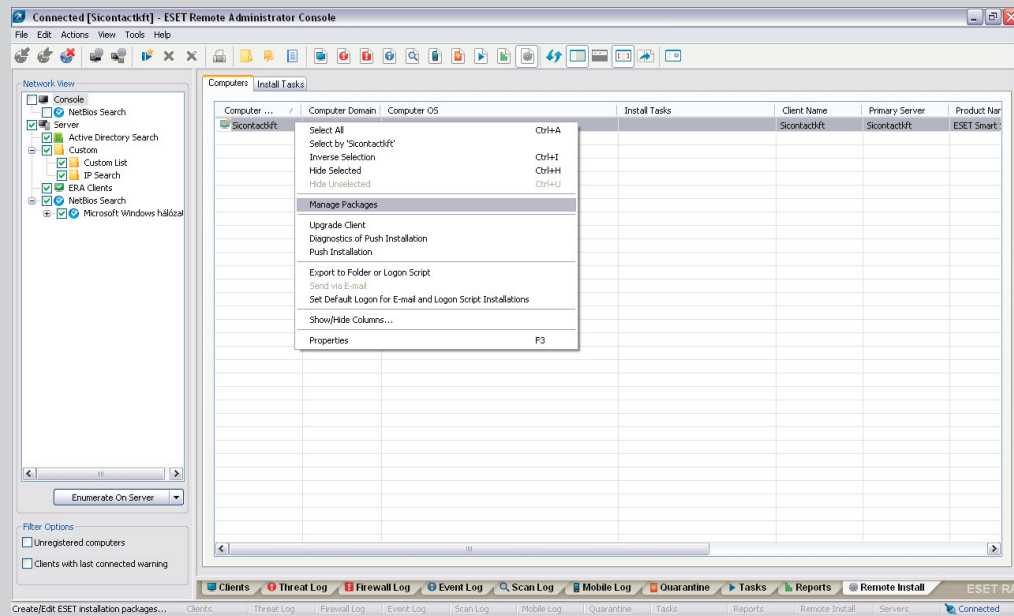 Connected [Sicontactkft] - ESET Remote Administrator Console
File Edit Actions View Tools Help
Network View
Console
NetBios Search
Server
Active Directory Search
Custom
Custom List
IP Search
ERA Clients
NetBios Search
Microsoft Windows hálózat
Enumerate On Server
Filter Options
Unregistered computers
Clients with last connected warning
Computers Install Tasks
Computer ... / Computer Domain Computer OS Install Tasks Client Name Primary Server Product Nar
Sicontactkft Sicontactkft Sicontactkft ESET Smart
Select All Ctrl+A
Select by 'Sicontactkft'
Inverse Selection Ctrl+I
Hide Selected Ctrl+H
Hide Unselected Ctrl+U
Manage Packages
Upgrade Client
Diagnostics of Push Installation
Push Installation
Export to Folder or Logon Script
Send via E-mail
Set Default Logon for E-mail and Logon Script Installations
Show/Hide Columns...
Properties F3
Clients Threat Log Firewall Log Event Log Scan Log Mobile Log Quarantine Tasks Reports Remote Install ESET RA
Create/Edit ESET installation packages... Clients Threat Log Firewall Log Event Log Scan Log Mobile Log Quarantine Tasks Reports Remote Install Servers Connected